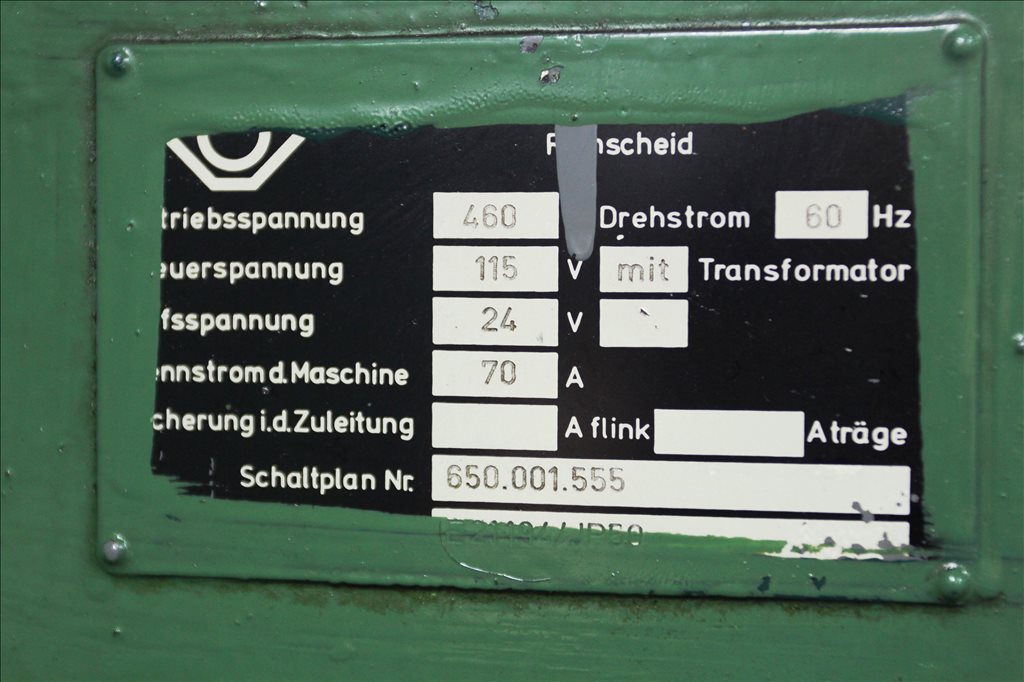 triebsspannung 460 Drehstrom 60 Hz
euerspannung 115 V mit Transformator
fsspannung 24 V
ennstrom d. Maschine 70 A
cherung i.d. Zuleitung A flink A träge
Schaltplan Nr. 650.001.555